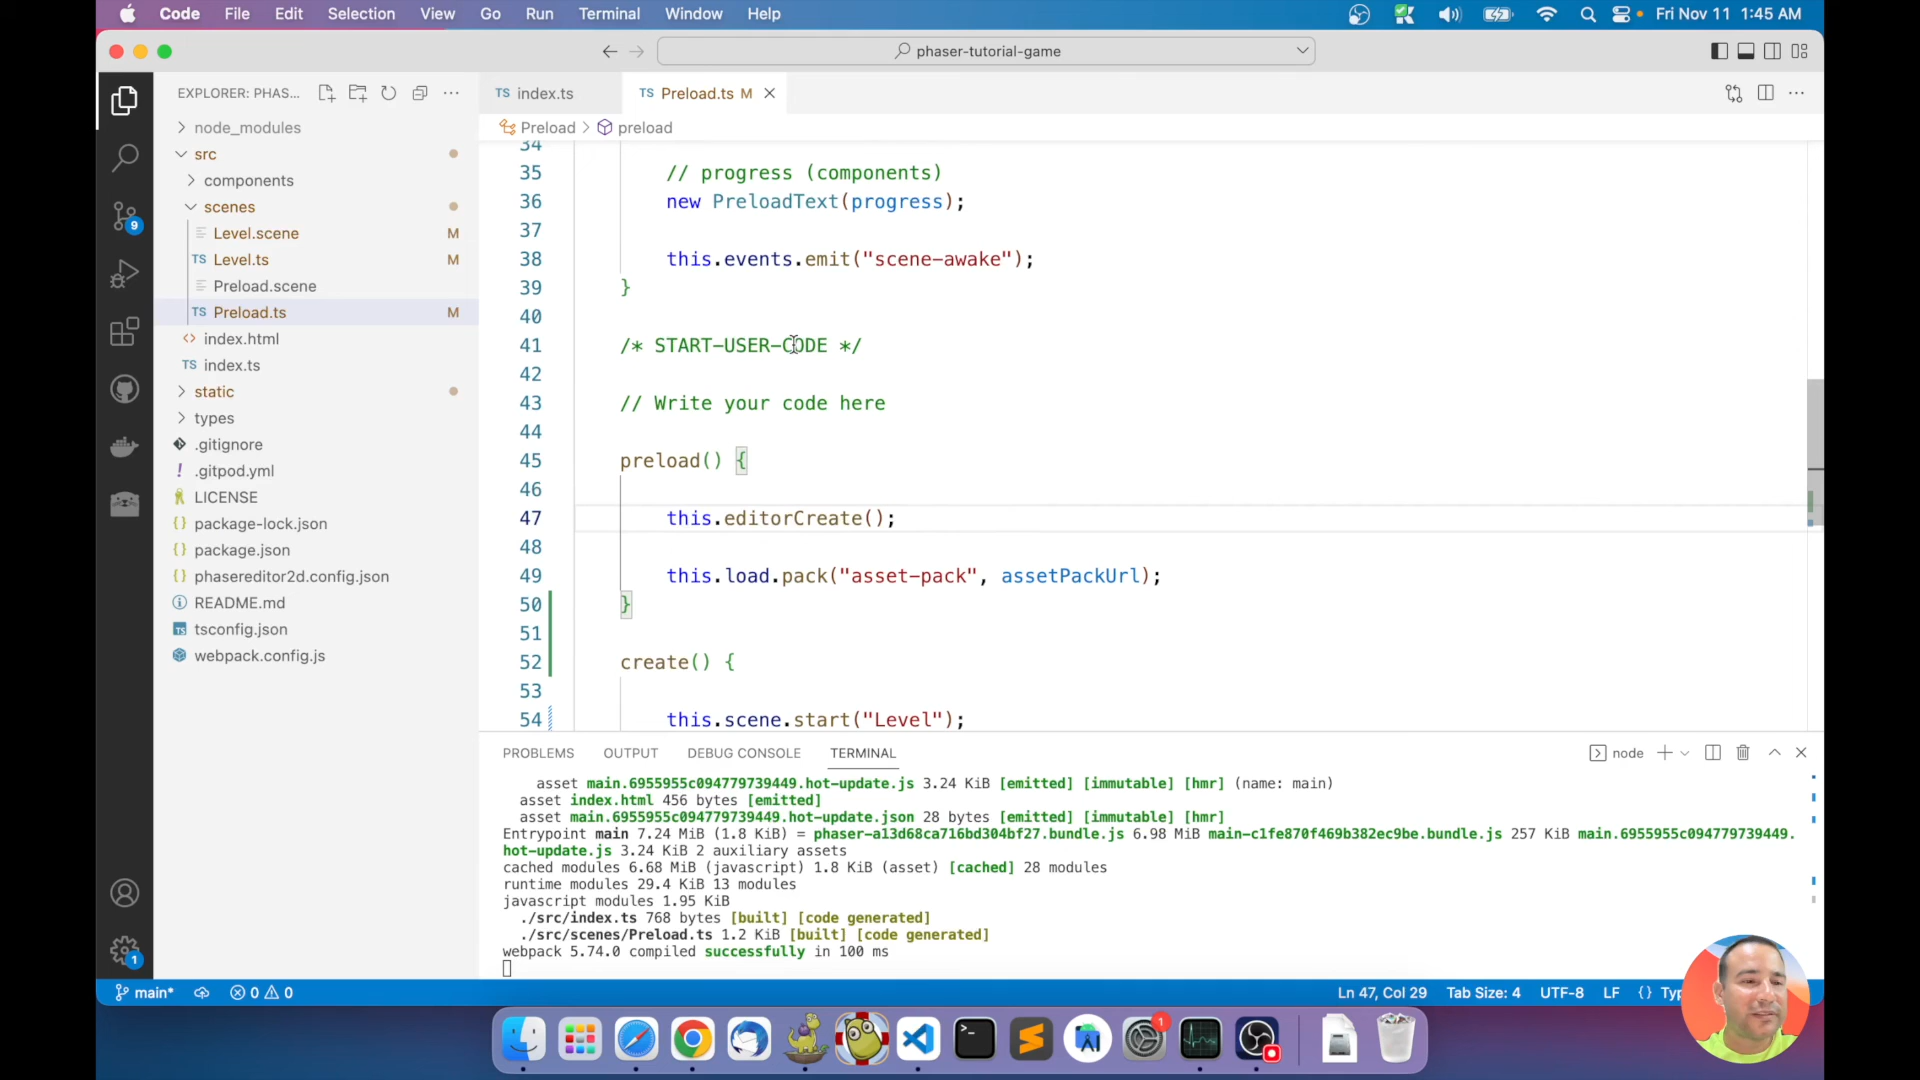 Code File Edit Selection View Go Run Terminal Window Help Fri Nov 11 1:45 AM
phaser-tutorial-game
EXPLORER: PHAS...
TS index.ts
TS Preload.ts M
Preload > preload
node_modules
src
components
scenes
Level.scene M
TS Level.ts M
Preload.scene
TS Preload.ts M
<> index.html
TS index.ts
static
types
.gitignore
! .gitpod.yml
LICENSE
{} package-lock.json
{} package.json
{} phasereditor2d.config.json
README.md
TS tsconfig.json
webpack.config.js
9
1
34
35 // progress (components)
36 new PreloadText(progress);
37
38 this.events.emit("scene-awake");
39 }
40
41 /* START-USER-CODE */
42
43 // Write your code here
44
45 preload() {
46
47 this.editorCreate();
48
49 this.load.pack("asset-pack", assetPackUrl);
50 }
51
52 create() {
53
54 this.scene.start("Level");
PROBLEMS OUTPUT DEBUG CONSOLE TERMINAL node
asset main.6955955c094779739449.hot-update.js 3.24 KiB [emitted] [immutable] [hmr] (name: main)
asset index.html 456 bytes [emitted]
asset main.6955955c094779739449.hot-update.json 28 bytes [emitted] [immutable] [hmr]
Entrypoint main 7.24 MiB (1.8 KiB) = phaser-a13d68ca716bd304bf27.bundle.js 6.98 MiB main-c1fe870f469b382ec9be.bundle.js 257 KiB main.6955955c094779739449.
hot-update.js 3.24 KiB 2 auxiliary assets
cached modules 6.68 MiB (javascript) 1.8 KiB (asset) [cached] 28 modules
runtime modules 29.4 KiB 13 modules
javascript modules 1.95 KiB
./src/index.ts 768 bytes [built] [code generated]
./src/scenes/Preload.ts 1.2 KiB [built] [code generated]
webpack 5.74.0 compiled successfully in 100 ms
main* 0 0 Ln 47, Col 29 Tab Size: 4 UTF-8 LF {} Typ
1